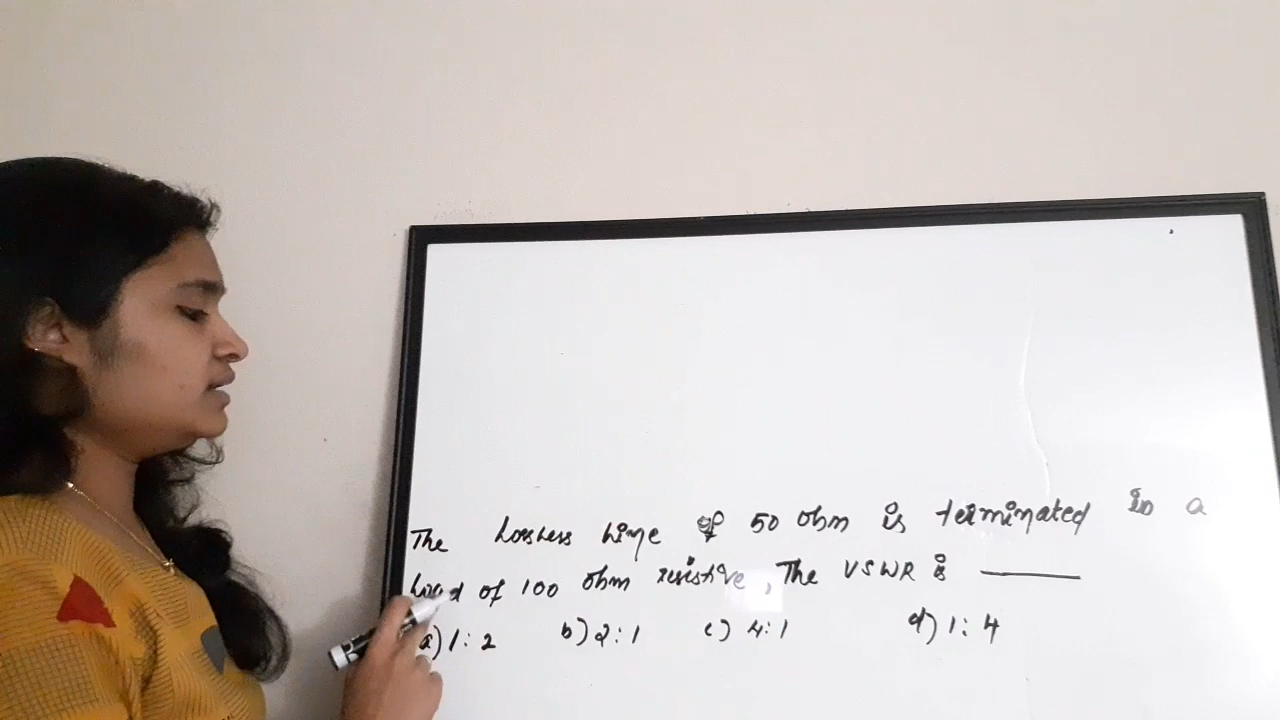 The Lossless Line of 50 ohm is terminated in a
Load of 100 ohm resistive, The VSWR is ———
a) 1:2 b) 2:1 c) 4:1 d) 1:4